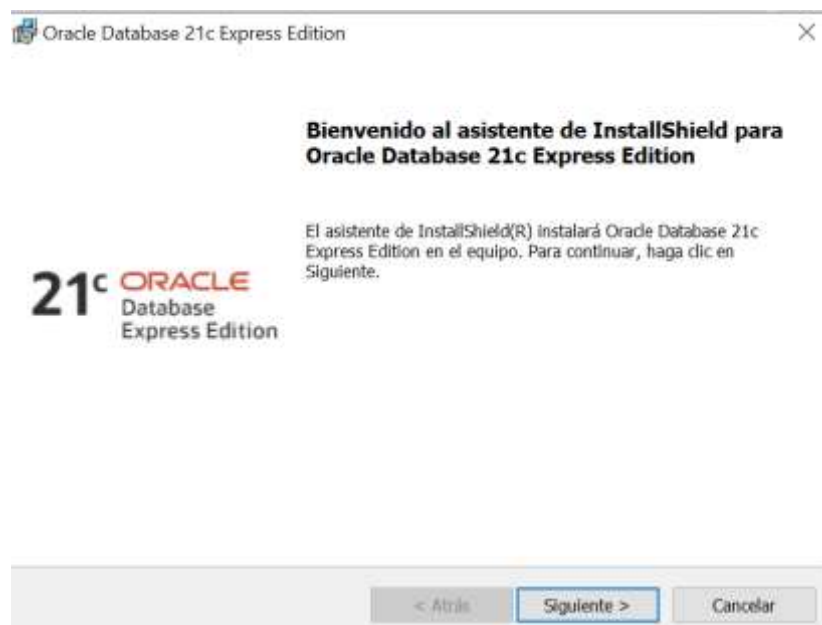 Oracle Database 21c Express Edition
Bienvenido al asistente de InstallShield para
Oracle Database 21c Express Edition
El asistente de InstallShield(R) instalará Oracle Database 21c
Express Edition en el equipo. Para continuar, haga clic en
Siguiente.
21c ORACLE
Database
Express Edition
< Atrás
Siguiente >
Cancelar